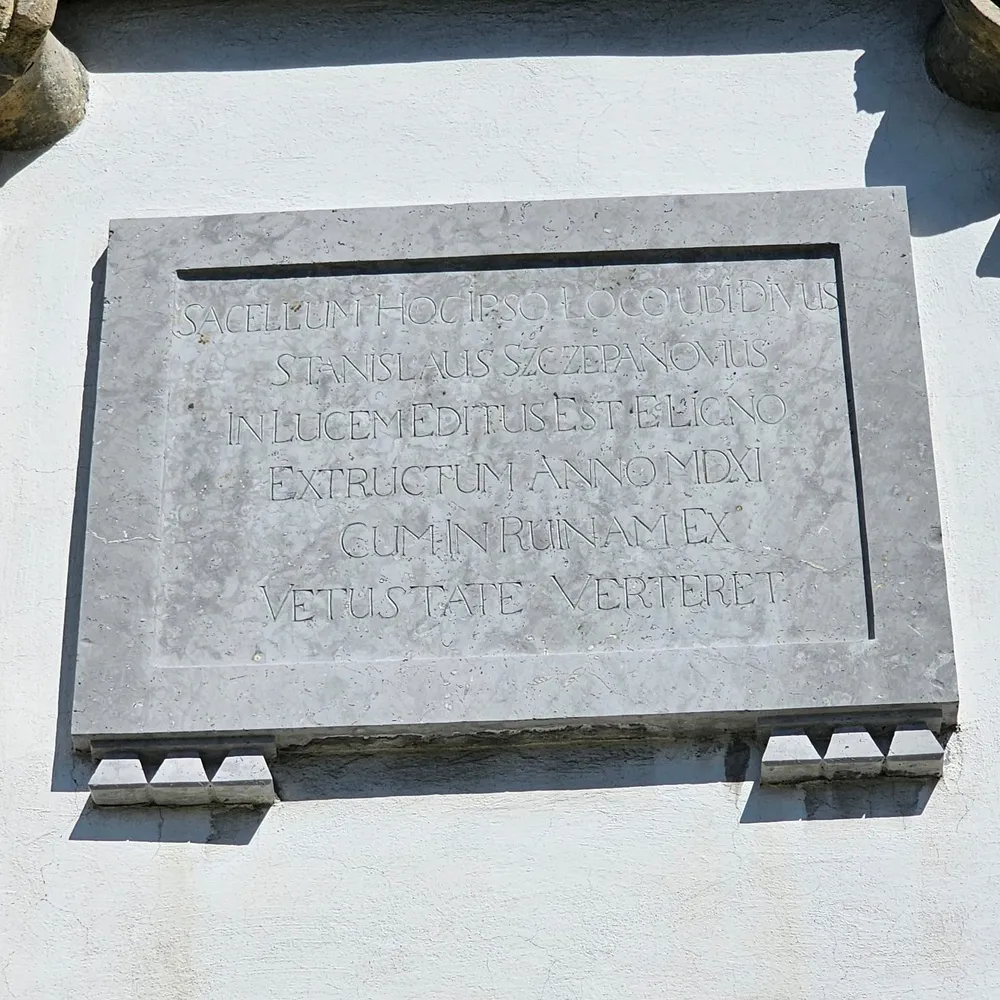 SACELLUM HOC IPSO LOCO UBI DIVUS
STANISLAUS SZCZEPANOVIUS
IN LUCEM EDITUS EST E LIGNO
EXTRUCTUM ANNO MDXI
CUM IN RUINAM EX
VETUSTATE VERTERET